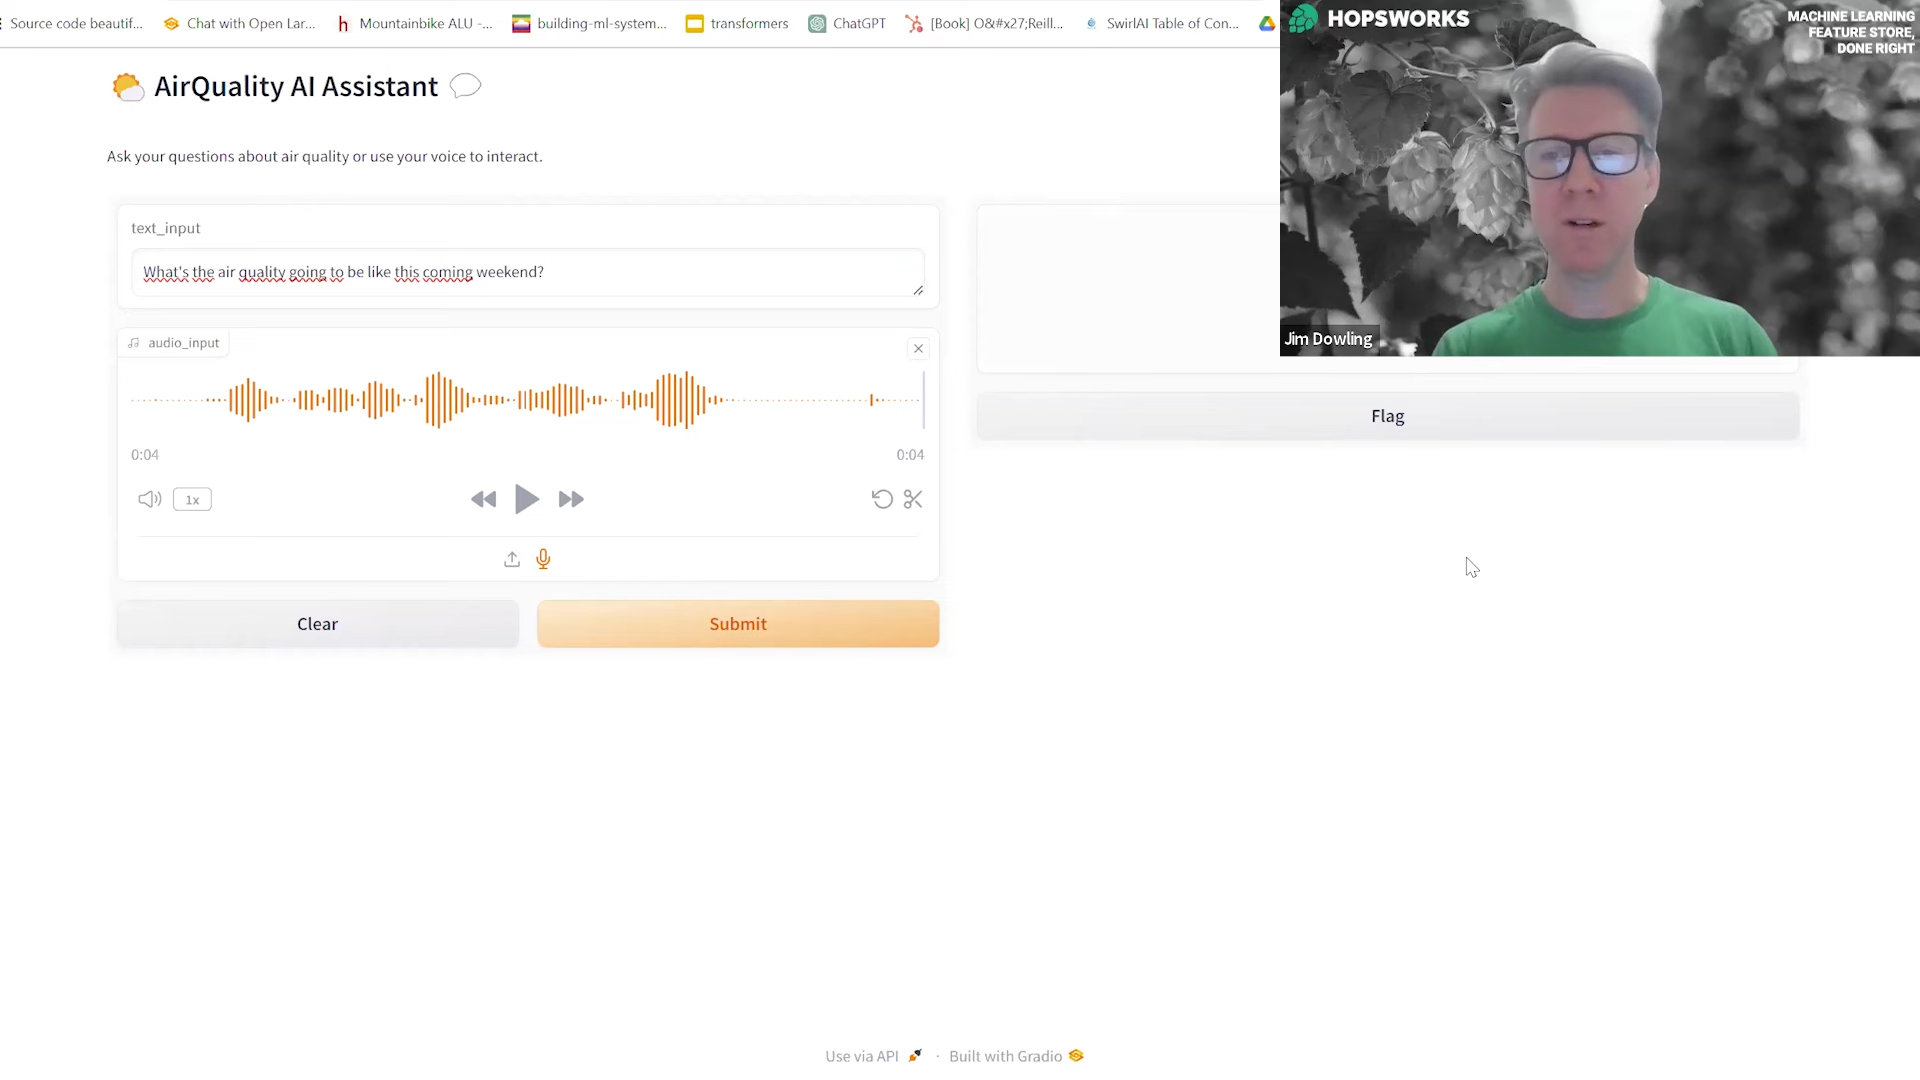 Source code beautif...
Chat with Open Lar...
Mountainbike ALU -...
building-ml-system...
transformers
ChatGPT
[Book] O&#x27;Reill...
SwirlAI Table of Con...
HOPSWORKS
MACHINE LEARNING
FEATURE STORE,
DONE RIGHT
AirQuality AI Assistant
Ask your questions about air quality or use your voice to interact.
text_input
What's the air quality going to be like this coming weekend?
audio_input
0:04
0:04
1x
Clear
Submit
Flag
Jim Dowling
Use via API
· Built with Gradio